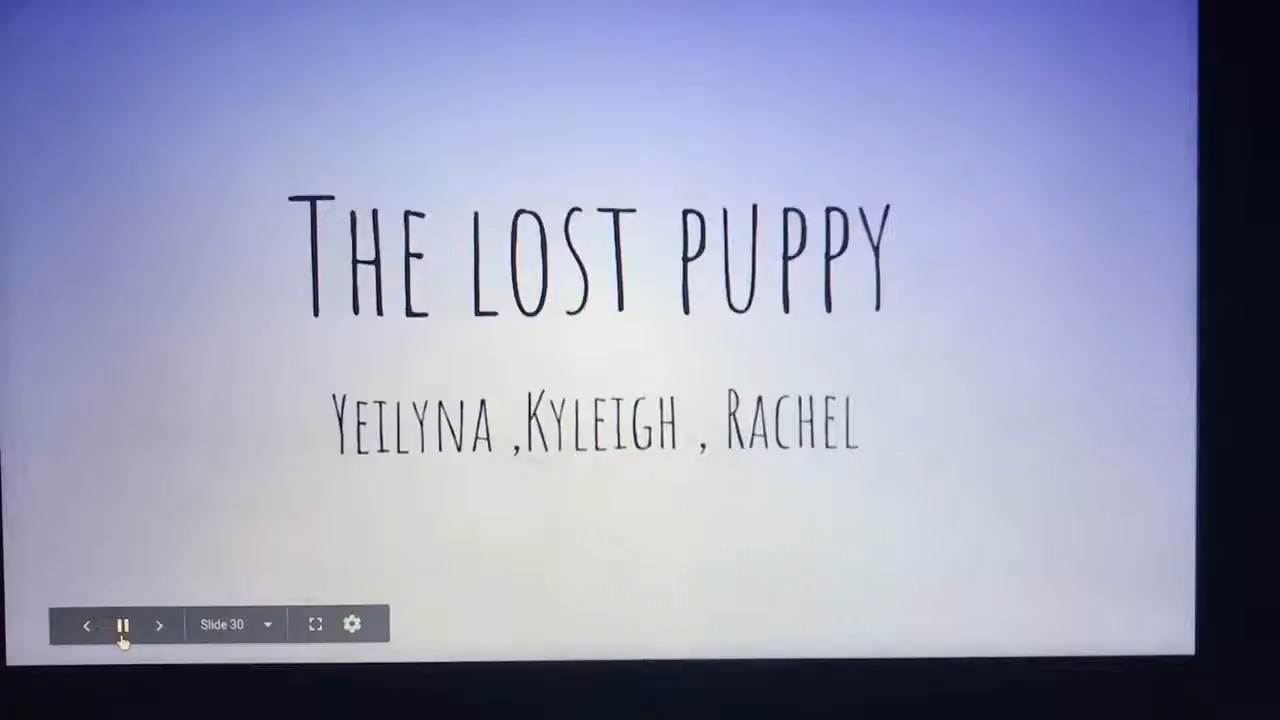 THE LOST PUPPY
YEILYNA ,KYLEIGH , RACHEL
Slide 30